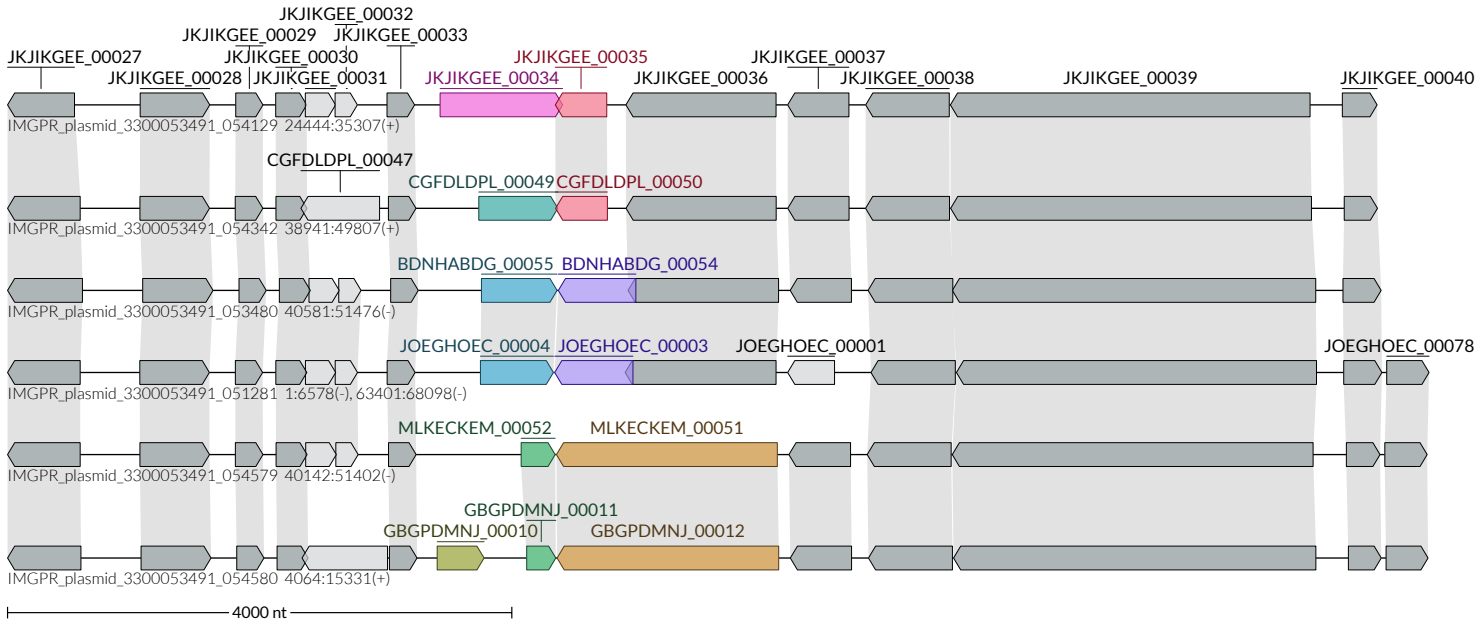 JKJIKGEE_00032
JKJIKGEE_00029 JKJIKGEE_00033
JKJIKGEE_00027 JKJIKGEE_00030 JKJIKGEE_00035 JKJIKGEE_00037
JKJIKGEE_00028 JKJIKGEE_00031 JKJIKGEE_00034 JKJIKGEE_00036 JKJIKGEE_00038 JKJIKGEE_00039 JKJIKGEE_00040
IMGPR_plasmid_3300053491_054129 24444:35307(+)
CGFDLDPL_00047
CGFDLDPL_00049 CGFDLDPL_00050
IMGPR_plasmid_3300053491_054342 38941:49807(+)
BDNHABDG_00055 BDNHABDG_00054
IMGPR_plasmid_3300053491_053480 40581:51476(-)
JOEGHOEC_00004 JOEGHOEC_00003 JOEGHOEC_00001 JOEGHOEC_00078
IMGPR_plasmid_3300053491_051281 1:6578(-), 63401:68098(-)
MLKECKEM_00052 MLKECKEM_00051
IMGPR_plasmid_3300053491_054579 40142:51402(-)
GBGPDMNJ_00011
GBGPDMNJ_00010 GBGPDMNJ_00012
IMGPR_plasmid_3300053491_054580 4064:15331(+)
4000 nt